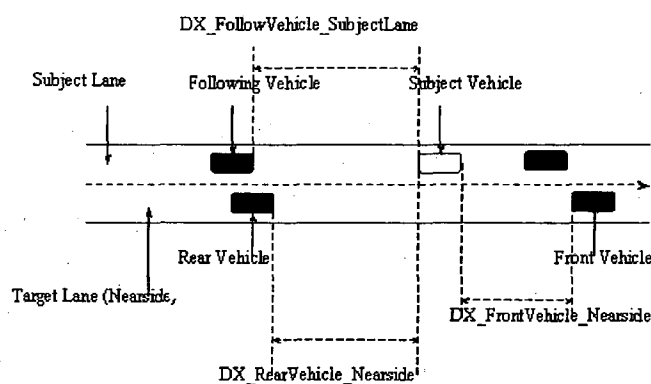 DX_FollowVehicle_SubjectLane
Subject Lane
Following Vehicle
Subject Vehicle
Rear Vehicle
Front Vehicle
Target Lane (Nearside,
DX_FrontVehicle_Nearside
DX_RearVehicle_Nearside